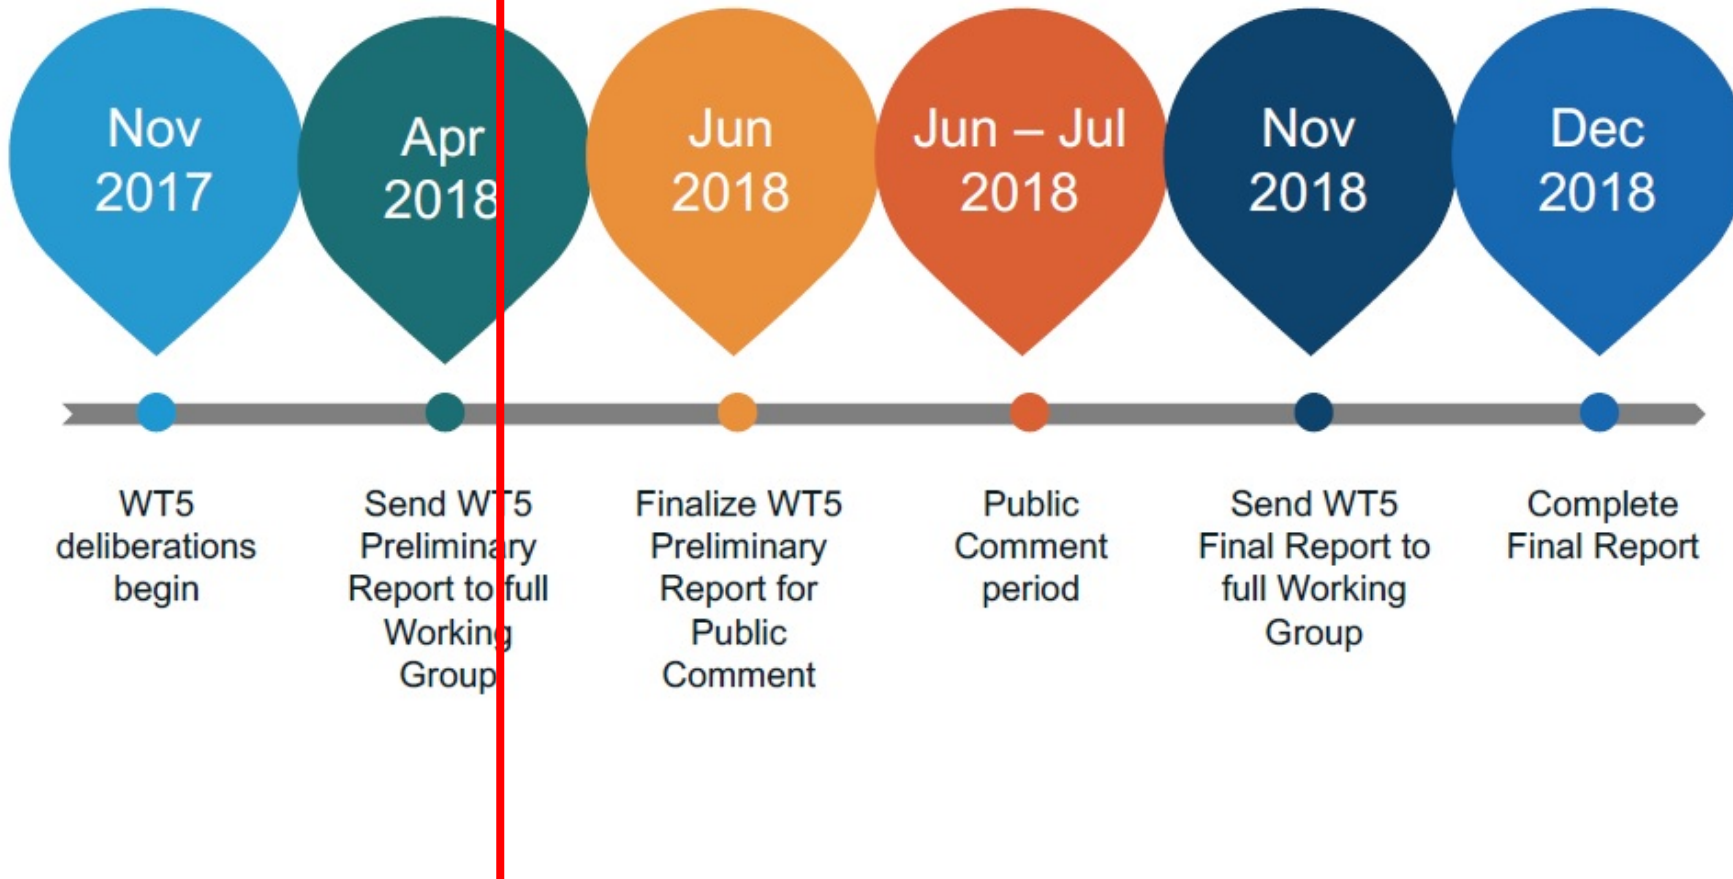 Nov
2017
Apr
2018
Jun
2018
Jun – Jul
2018
Nov
2018
Dec
2018
WT5
deliberations
begin
Send WT5
Preliminary
Report to full
Working
Group
Finalize WT5
Preliminary
Report for
Public
Comment
Public
Comment
period
Send WT5
Final Report to
full Working
Group
Complete
Final Report